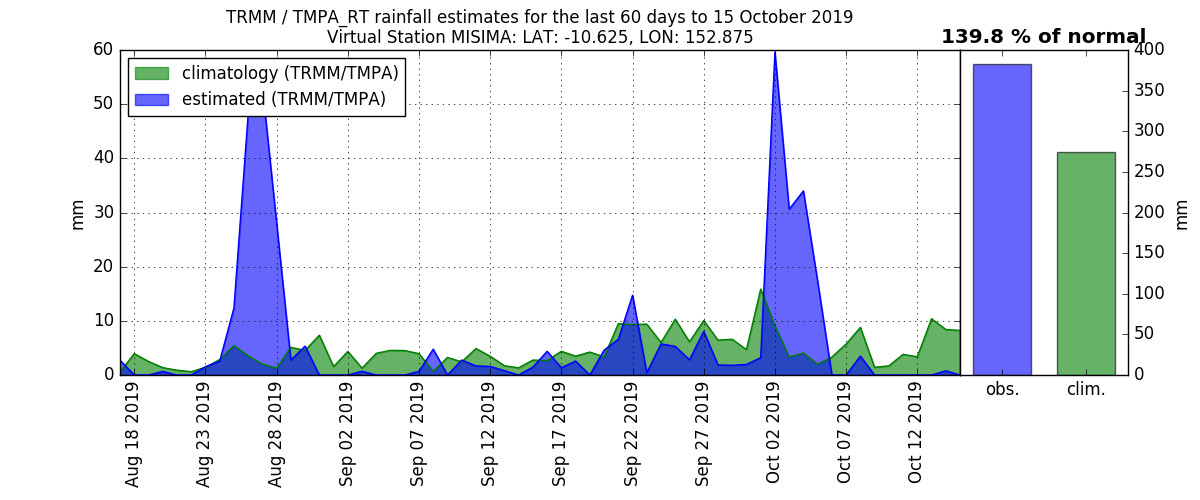 TRMM / TMPA_RT rainfall estimates for the last 60 days to 15 October 2019
Virtual Station MISIMA: LAT: -10.625, LON: 152.875
139.8 % of normal
climatology (TRMM/TMPA)
estimated (TRMM/TMPA)
60
50
40
30
20
10
0
mm
400
350
300
250
200
150
100
50
0
mm
Aug 18 2019
Aug 23 2019
Aug 28 2019
Sep 02 2019
Sep 07 2019
Sep 12 2019
Sep 17 2019
Sep 22 2019
Sep 27 2019
Oct 02 2019
Oct 07 2019
Oct 12 2019
obs.
clim.